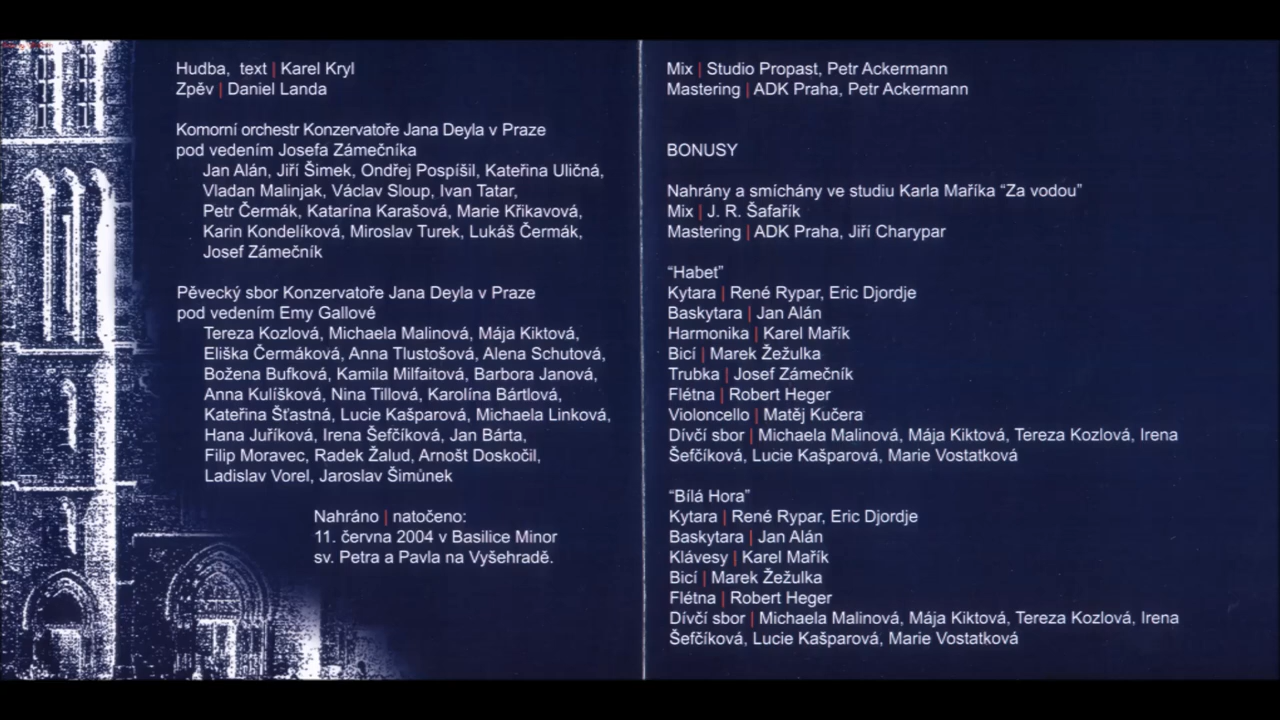 Hudba, text | Karel Kryl
Zpěv | Daniel Landa
Komorní orchestr Konzervatoře Jana Deyla v Praze
pod vedením Josefa Zámečníka
Jan Alán, Jiří Šimek, Ondřej Pospíšil, Kateřina Uličná,
Vladan Malinjak, Václav Sloup, Ivan Tatar,
Petr Čermák, Katarína Karašová, Marie Křikavová,
Karin Kondelíková, Miroslav Turek, Lukáš Čermák,
Josef Zámečník
Pěvecký sbor Konzervatoře Jana Deyla v Praze
pod vedením Emy Gallové
Tereza Kozlová, Michaela Malinová, Mája Kiktová,
Eliška Čermáková, Anna Tlustošová, Alena Schutová,
Božena Bufková, Kamila Milfaitová, Barbora Janová,
Anna Kulíšková, Nina Tillová, Karolína Bártlová,
Kateřina Šťastná, Lucie Kašparová, Michaela Linková,
Hana Juříková, Irena Šefčíková, Jan Bárta,
Filip Moravec, Radek Žalud, Arnošt Doskočil,
Ladislav Vorel, Jaroslav Šimůnek
Nahráno | natočeno:
11. června 2004 v Basilice Minor
sv. Petra a Pavla na Vyšehradě.
Mix | Studio Propast, Petr Ackermann
Mastering | ADK Praha, Petr Ackermann
BONUSY
Nahrány a smíchány ve studiu Karla Maříka “Za vodou”
Mix | J. R. Šafařík
Mastering | ADK Praha, Jiří Charypar
“Habet”
Kytara | René Rypar, Eric Djordje
Baskytara | Jan Alán
Harmonika | Karel Mařík
Bicí | Marek Žežulka
Trubka | Josef Zámečník
Flétna | Robert Heger
Violoncello | Matěj Kučera
Dívčí sbor | Michaela Malinová, Mája Kiktová, Tereza Kozlová, Irena
Šefčíková, Lucie Kašparová, Marie Vostatková
“Bílá Hora”
Kytara | René Rypar, Eric Djordje
Baskytara | Jan Alán
Klávesy | Karel Mařík
Bicí | Marek Žežulka
Flétna | Robert Heger
Dívčí sbor | Michaela Malinová, Mája Kiktová, Tereza Kozlová, Irena
Šefčíková, Lucie Kašparová, Marie Vostatková